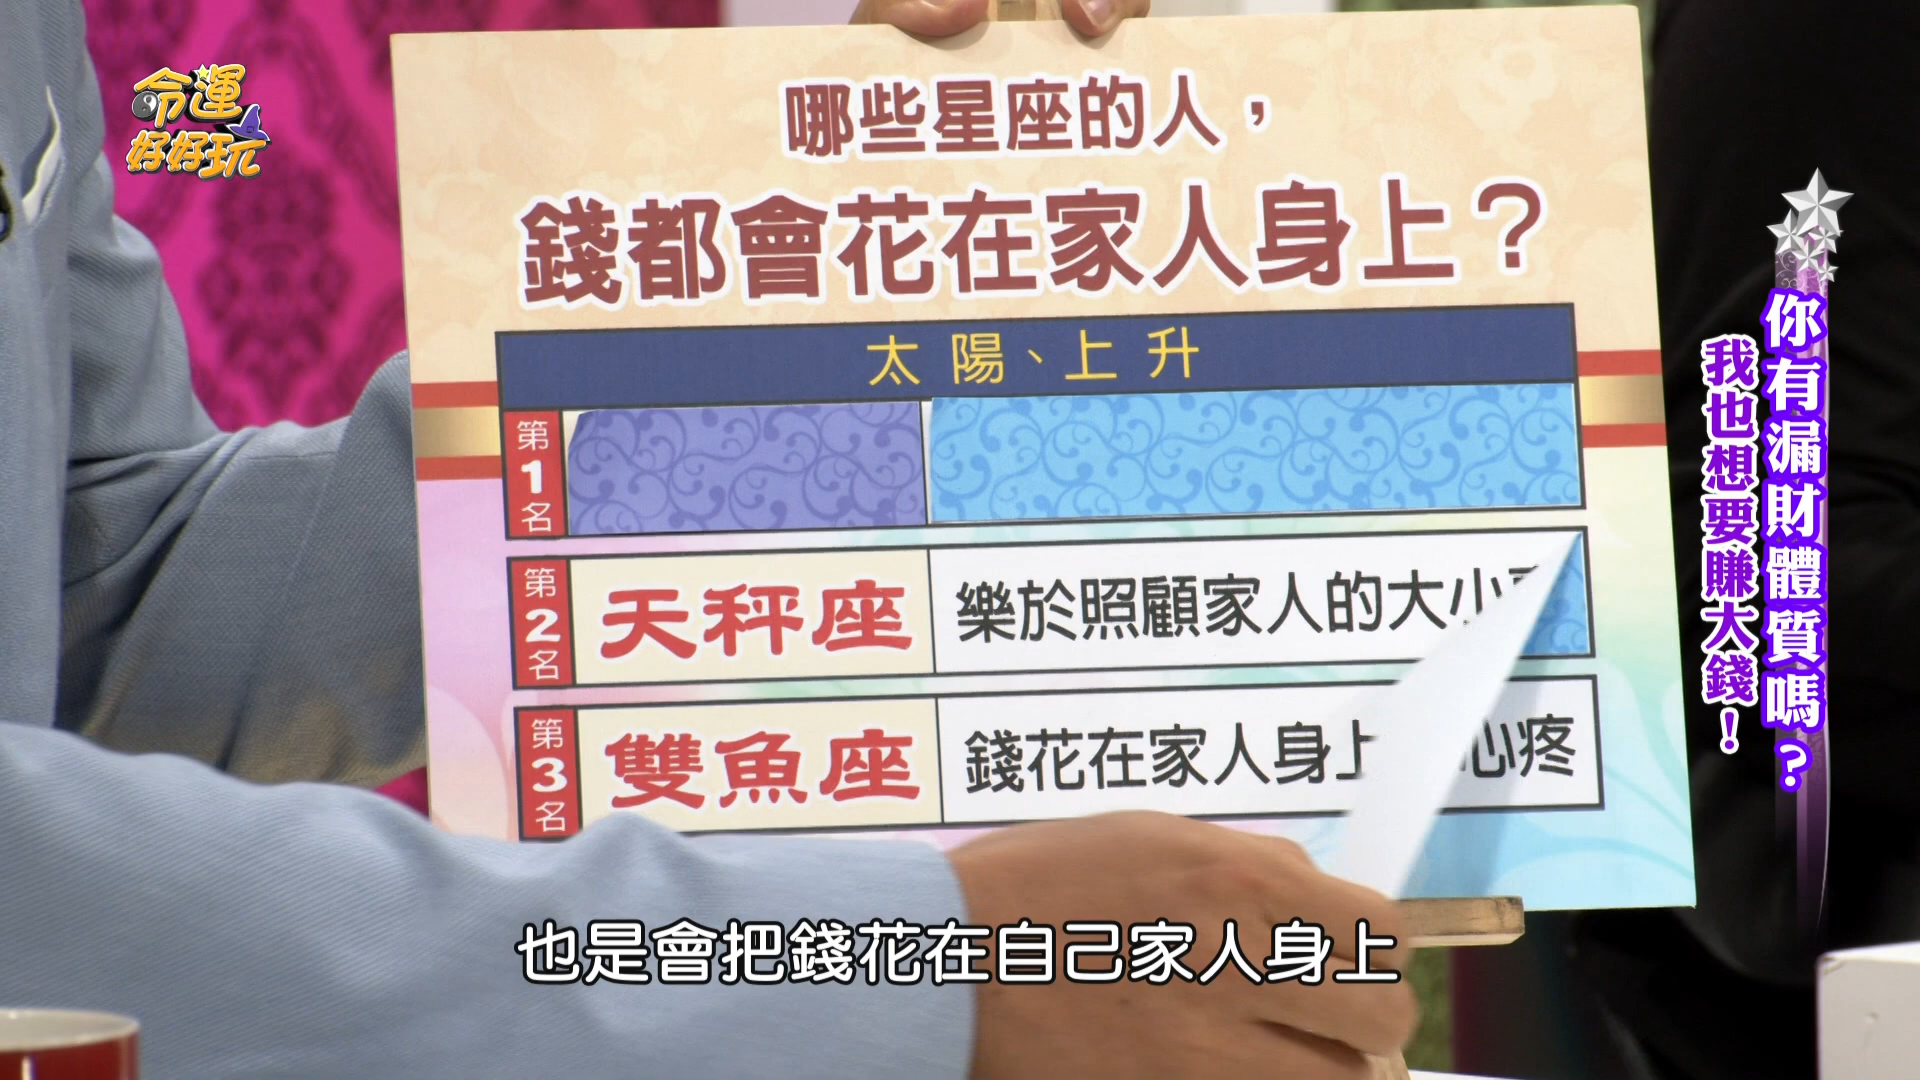 命運
好好玩
哪些星座的人，
錢都會花在家人身上？
太陽、上升
第1名
第2名
天秤座
樂於照顧家人的大小
第3名
雙魚座
錢花在家人身上
心疼
你有漏財體質嗎？
我也想要賺大錢！
也是會把錢花在自己家人身上